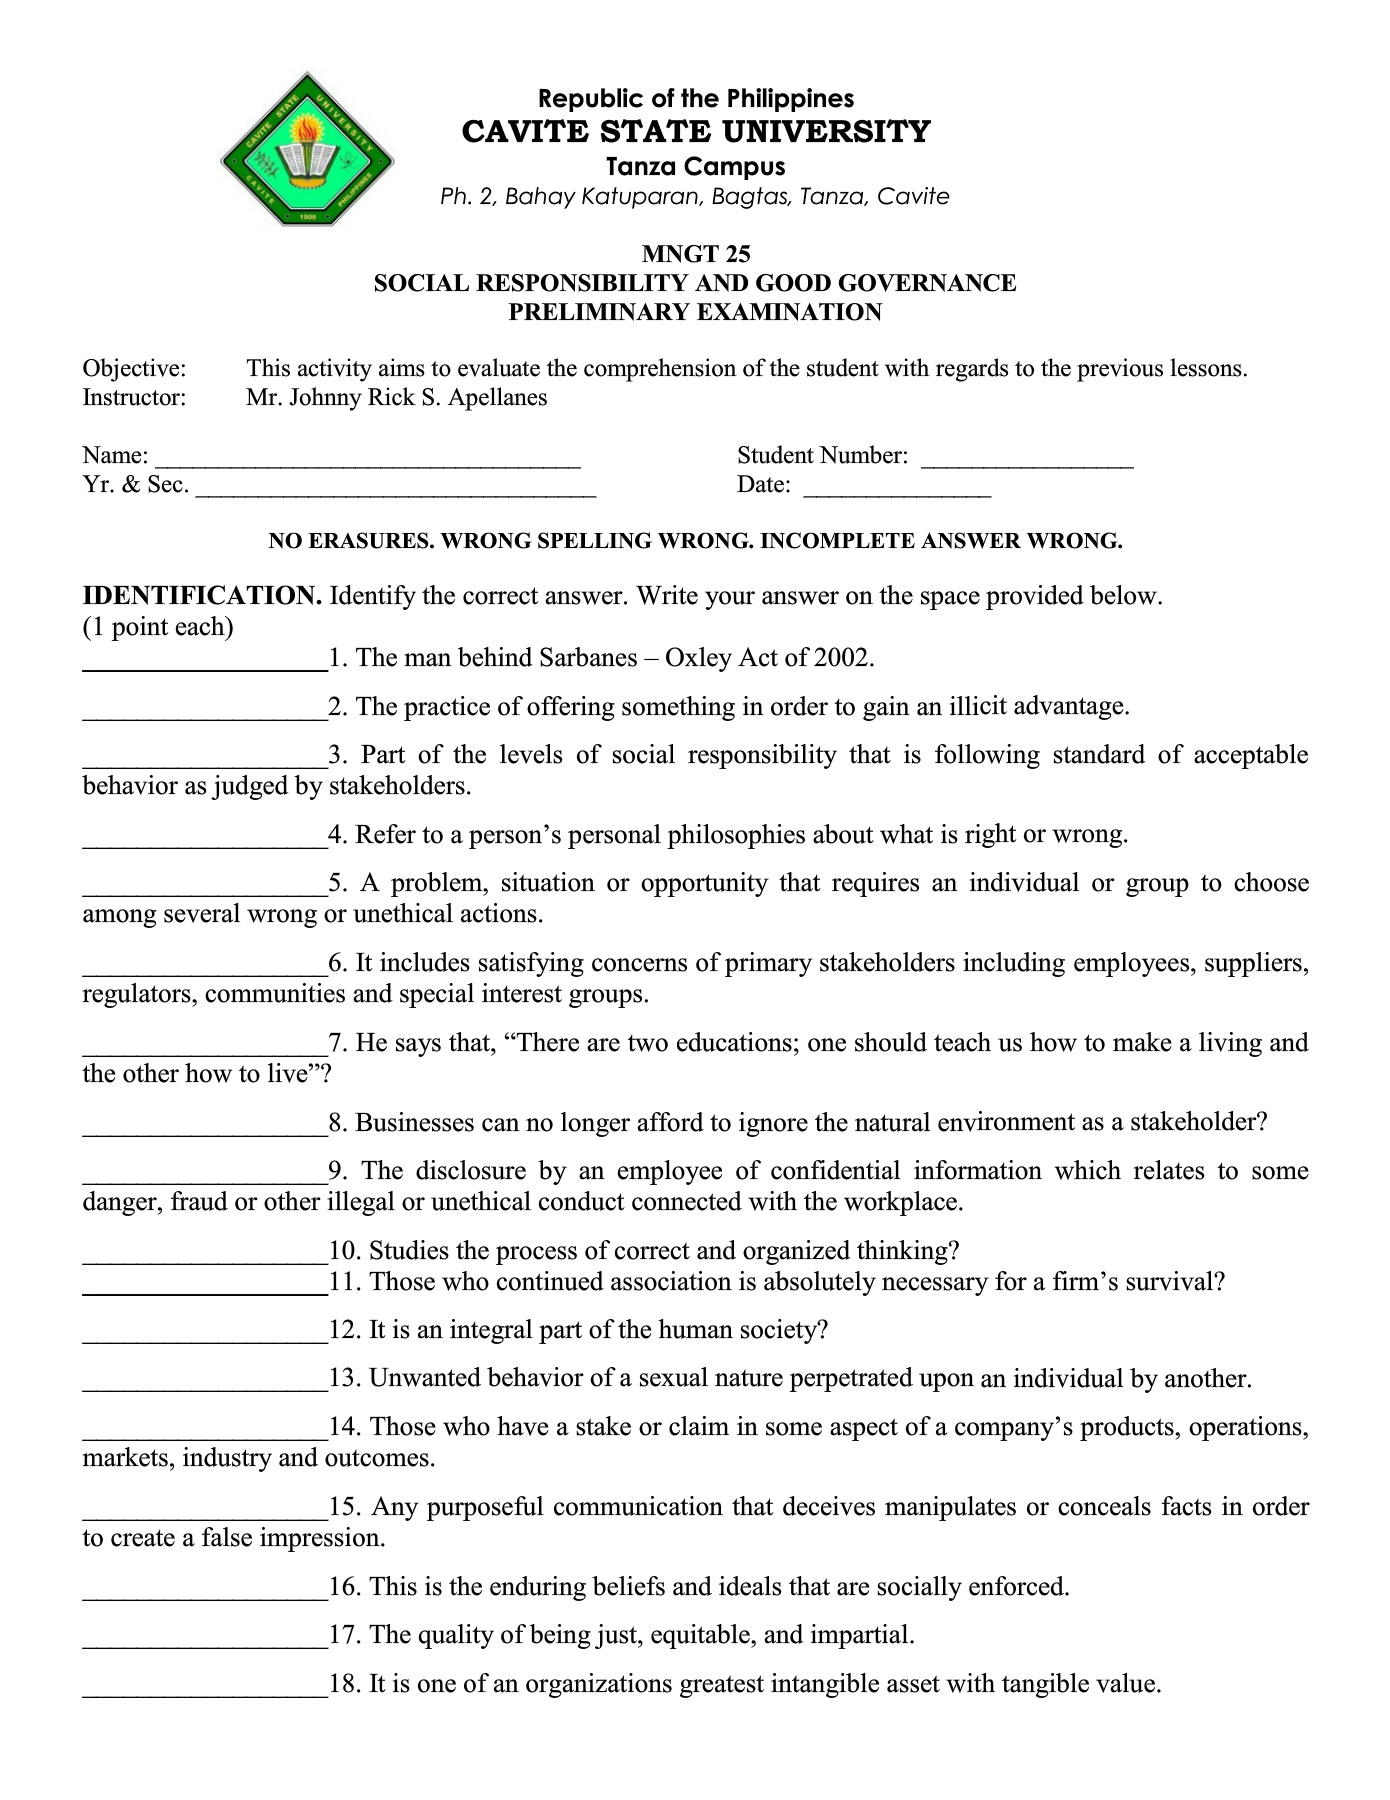 CAVITE STATE UNIVERSITY
CAVITE PHILIPPINES
1906
Republic of the Philippines
CAVITE STATE UNIVERSITY
Tanza Campus
Ph. 2, Bahay Katuparan, Bagtas, Tanza, Cavite
MNGT 25
SOCIAL RESPONSIBILITY AND GOOD GOVERNANCE
PRELIMINARY EXAMINATION
Objective: This activity aims to evaluate the comprehension of the student with regards to the previous lessons.
Instructor: Mr. Johnny Rick S. Apellanes
Name: __________________________________ Student Number: _________________
Yr. & Sec. ________________________________ Date: _______________
NO ERASURES. WRONG SPELLING WRONG. INCOMPLETE ANSWER WRONG.
IDENTIFICATION. Identify the correct answer. Write your answer on the space provided below.
(1 point each)
__________________1. The man behind Sarbanes – Oxley Act of 2002.
__________________2. The practice of offering something in order to gain an illicit advantage.
__________________3. Part of the levels of social responsibility that is following standard of acceptable
behavior as judged by stakeholders.
__________________4. Refer to a person’s personal philosophies about what is right or wrong.
__________________5. A problem, situation or opportunity that requires an individual or group to choose
among several wrong or unethical actions.
__________________6. It includes satisfying concerns of primary stakeholders including employees, suppliers,
regulators, communities and special interest groups.
__________________7. He says that, “There are two educations; one should teach us how to make a living and
the other how to live”?
__________________8. Businesses can no longer afford to ignore the natural environment as a stakeholder?
__________________9. The disclosure by an employee of confidential information which relates to some
danger, fraud or other illegal or unethical conduct connected with the workplace.
__________________10. Studies the process of correct and organized thinking?
__________________11. Those who continued association is absolutely necessary for a firm’s survival?
__________________12. It is an integral part of the human society?
__________________13. Unwanted behavior of a sexual nature perpetrated upon an individual by another.
__________________14. Those who have a stake or claim in some aspect of a company’s products, operations,
markets, industry and outcomes.
__________________15. Any purposeful communication that deceives manipulates or conceals facts in order
to create a false impression.
__________________16. This is the enduring beliefs and ideals that are socially enforced.
__________________17. The quality of being just, equitable, and impartial.
__________________18. It is one of an organizations greatest intangible asset with tangible value.